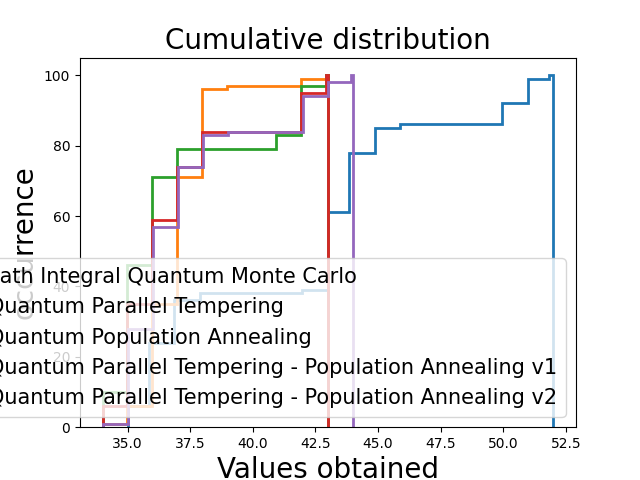 Cumulative distribution
100
80
60
40
20
0
occurrence
ath Integral Quantum Monte Carlo
Quantum Parallel Tempering
Quantum Population Annealing
Quantum Parallel Tempering - Population Annealing v1
Quantum Parallel Tempering - Population Annealing v2
35.0 37.5 40.0 42.5 45.0 47.5 50.0 52.5
Values obtained